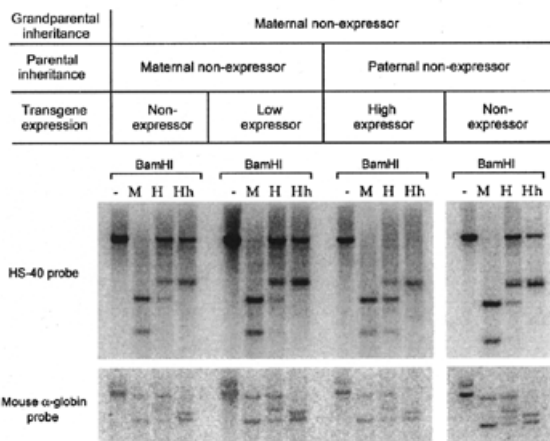 Grandparental inheritance
Maternal non-expressor
Parental inheritance
Maternal non-expressor
Paternal non-expressor
Transgene expression
Non-expressor
Low expressor
High expressor
Non-expressor
BamHI
BamHI
BamHI
BamHI
- M H Hh
- M H Hh
- M H Hh
- M H Hh
HS-40 probe
Mouse α-globin probe